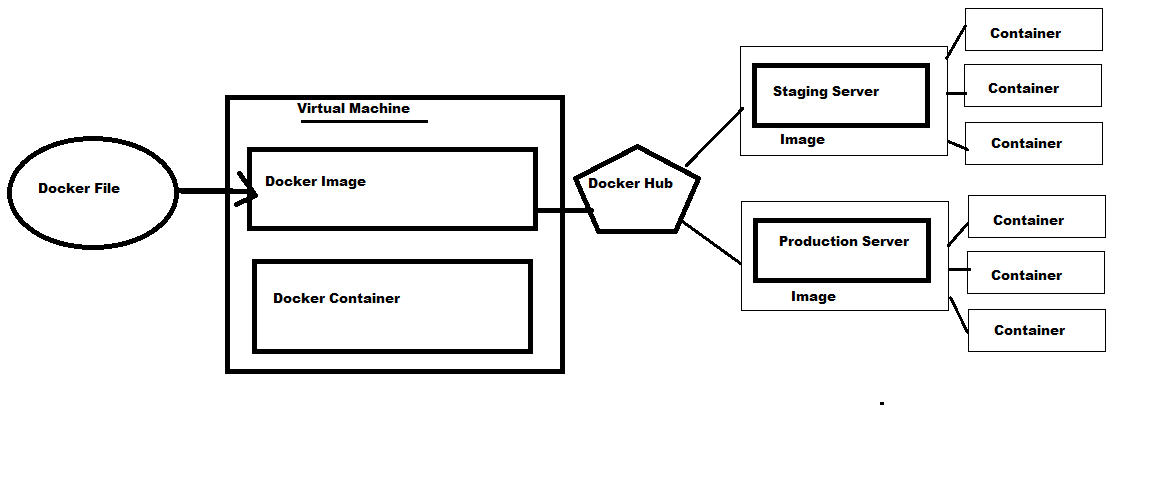 Docker File
Virtual Machine
Docker Image
Docker Container
Docker Hub
Staging Server
Image
Container
Container
Container
Production Server
Image
Container
Container
Container